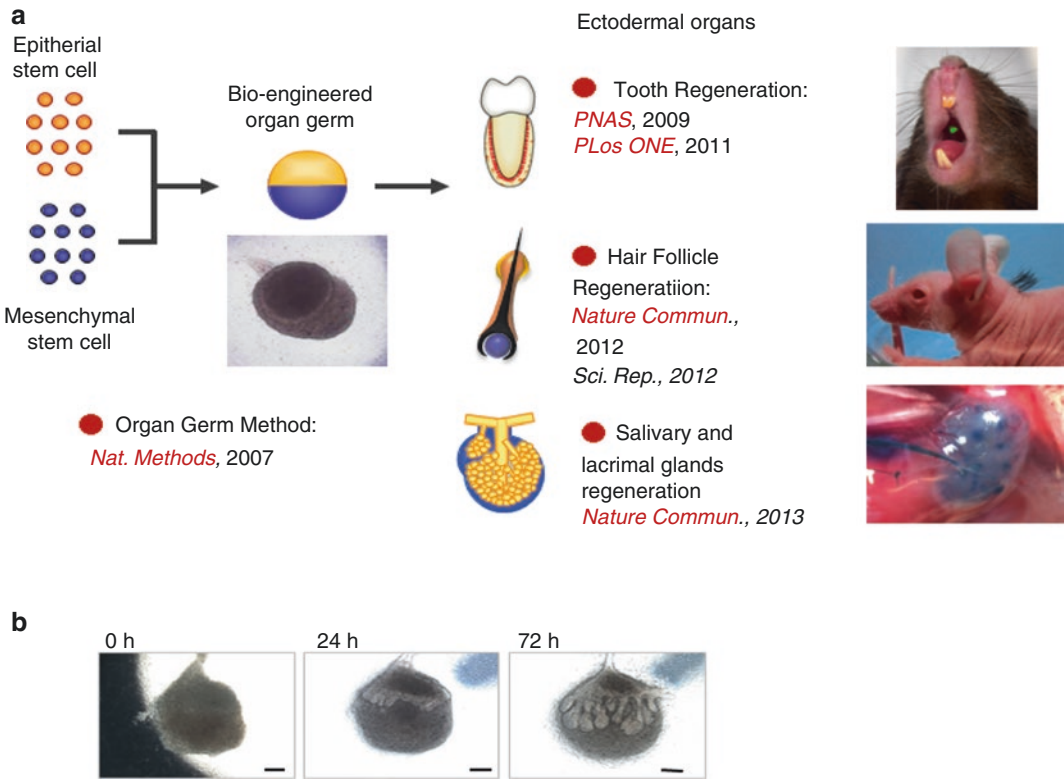 a
Epitherial
stem cell
Mesenchymal
stem cell
Bio-engineered
organ germ
Organ Germ Method:
Nat. Methods, 2007
Ectodermal organs
Tooth Regeneration:
PNAS, 2009
PLos ONE, 2011
Hair Follicle
Regeneratiion:
Nature Commun.,
2012
Sci. Rep., 2012
Salivary and
lacrimal glands
regeneration
Nature Commun., 2013
b
0 h
24 h
72 h